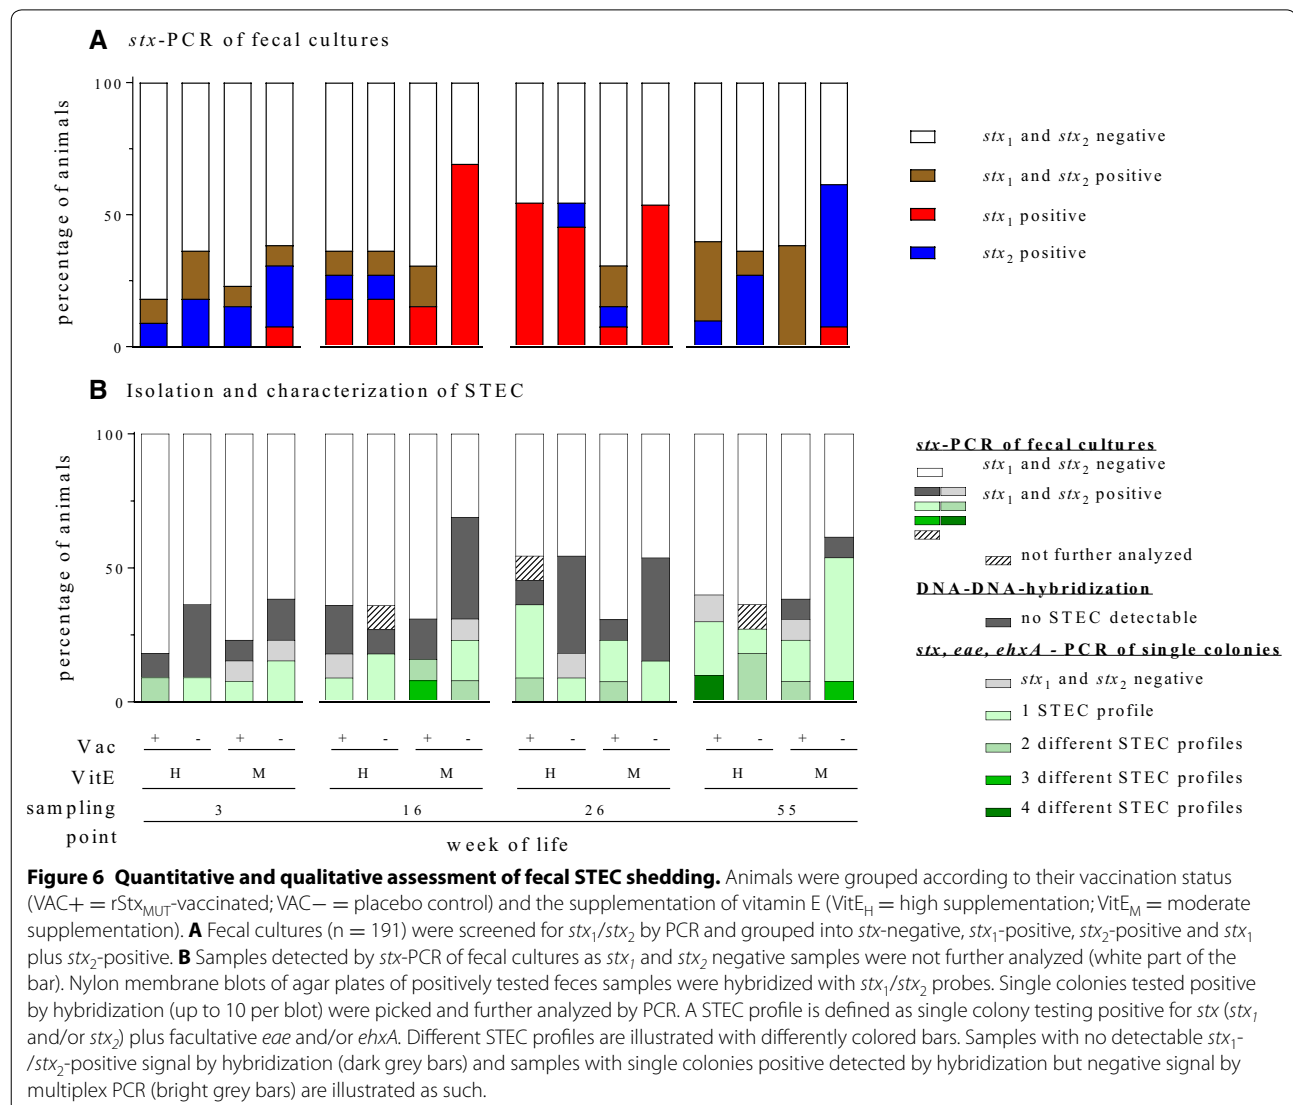 A stx-PCR of fecal cultures
percentage of animals
100
50
0
stx1 and stx2 negative
stx1 and stx2 positive
stx1 positive
stx2 positive
B Isolation and characterization of STEC
percentage of animals
100
50
0
stx-PCR of fecal cultures
stx1 and stx2 negative
stx1 and stx2 positive
not further analyzed
DNA-DNA-hybridization
no STEC detectable
stx, eae, ehxA - PCR of single colonies
stx1 and stx2 negative
1 STEC profile
2 different STEC profiles
3 different STEC profiles
4 different STEC profiles
Vac + - + - + - + - + - + - + - + -
VitE H M H M H M H M
sampling point 3 16 26 55
week of life
Figure 6 Quantitative and qualitative assessment of fecal STEC shedding. Animals were grouped according to their vaccination status
(VAC+ = rStxMUT-vaccinated; VAC− = placebo control) and the supplementation of vitamin E (VitEH = high supplementation; VitEM = moderate
supplementation). A Fecal cultures (n = 191) were screened for stx1/stx2 by PCR and grouped into stx-negative, stx1-positive, stx2-positive and stx1
plus stx2-positive. B Samples detected by stx-PCR of fecal cultures as stx1 and stx2 negative samples were not further analyzed (white part of the
bar). Nylon membrane blots of agar plates of positively tested feces samples were hybridized with stx1/stx2 probes. Single colonies tested positive
by hybridization (up to 10 per blot) were picked and further analyzed by PCR. A STEC profile is defined as single colony testing positive for stx (stx1
and/or stx2) plus facultative eae and/or ehxA. Different STEC profiles are illustrated with differently colored bars. Samples with no detectable stx1-
/stx2-positive signal by hybridization (dark grey bars) and samples with single colonies positive detected by hybridization but negative signal by
multiplex PCR (bright grey bars) are illustrated as such.